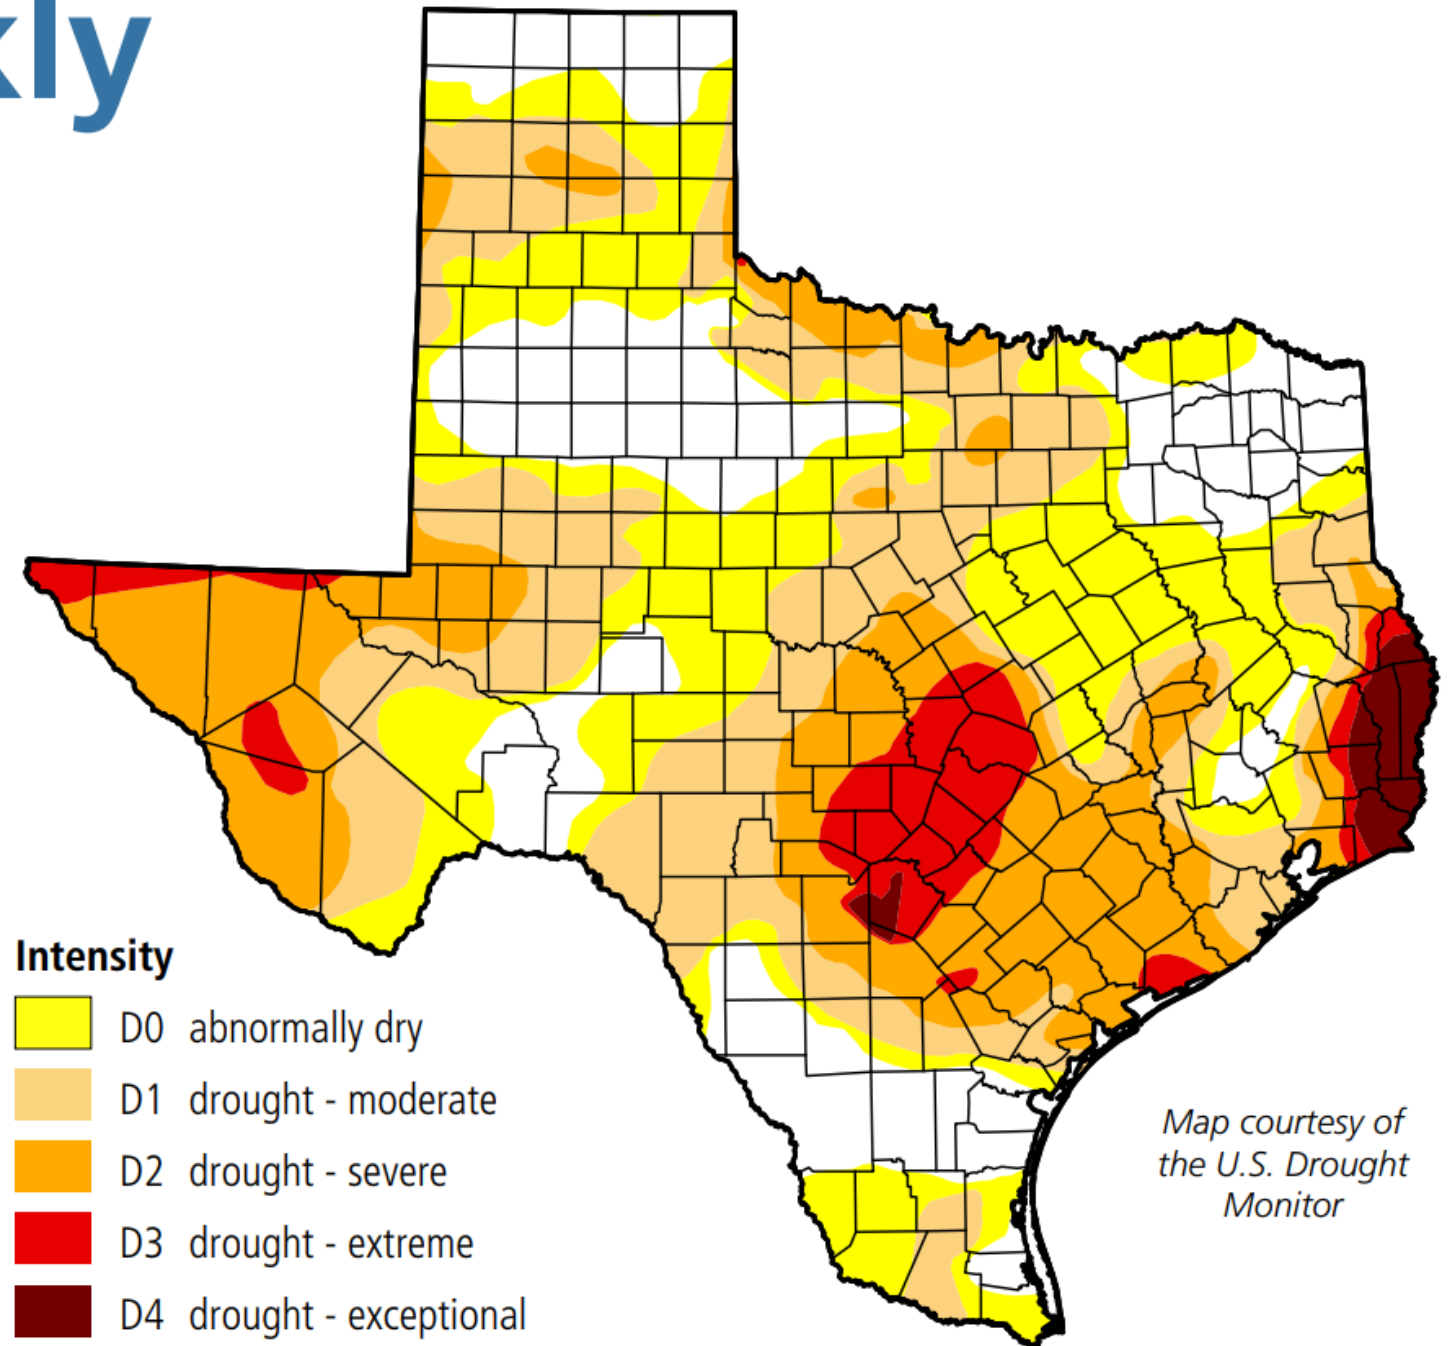 kly
Intensity
D0 abnormally dry
D1 drought - moderate
D2 drought - severe
D3 drought - extreme
D4 drought - exceptional
Map courtesy of
the U.S. Drought
Monitor